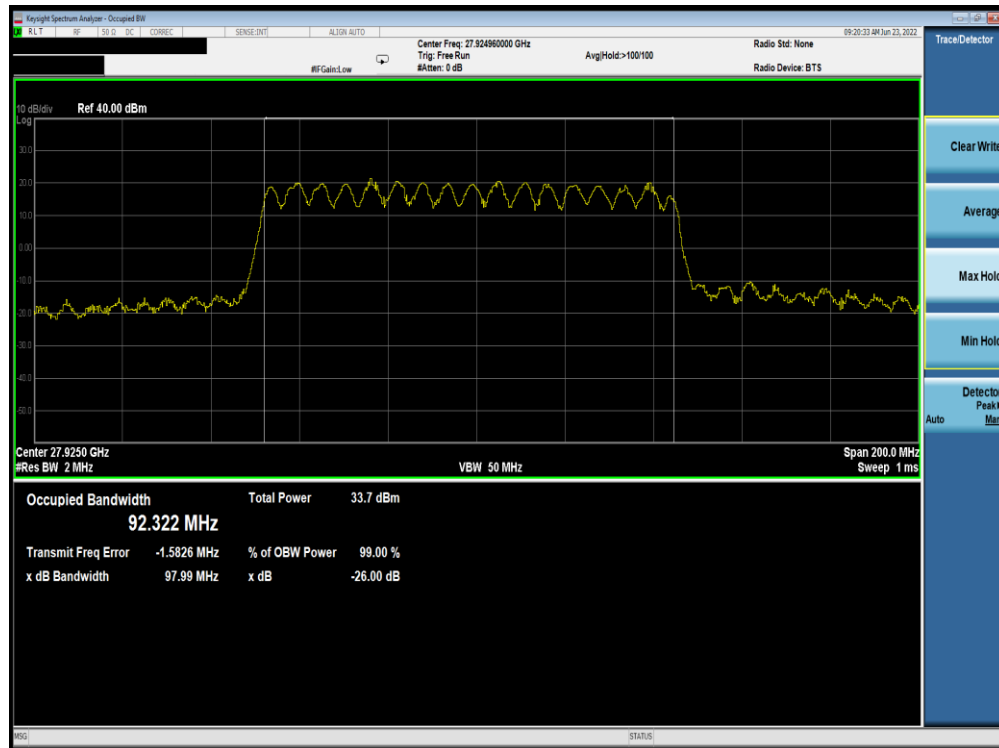 Keysight Spectrum Analyzer - Occupied BW
RLT RF 50 Ω DC CORREC SENSE:INT ALIGN AUTO 09:20:33 AM Jun 23, 2022
Center Freq: 27.924960000 GHz Radio Std: None
Trig: Free Run Avg|Hold:>100/100
#IFGain:Low #Atten: 0 dB Radio Device: BTS
Trace/Detector
10 dB/div Ref 40.00 dBm
Log
30.0
20.0
10.0
0.00
-10.0
-20.0
-30.0
-40.0
-50.0
Center 27.9250 GHz Span 200.0 MHz
#Res BW 2 MHz VBW 50 MHz Sweep 1 ms
Occupied Bandwidth Total Power 33.7 dBm
92.322 MHz
Transmit Freq Error -1.5826 MHz % of OBW Power 99.00 %
x dB Bandwidth 97.99 MHz x dB -26.00 dB
Clear Write
Average
Max Hold
Min Hold
Detector
Peak
Auto Man
MSG STATUS